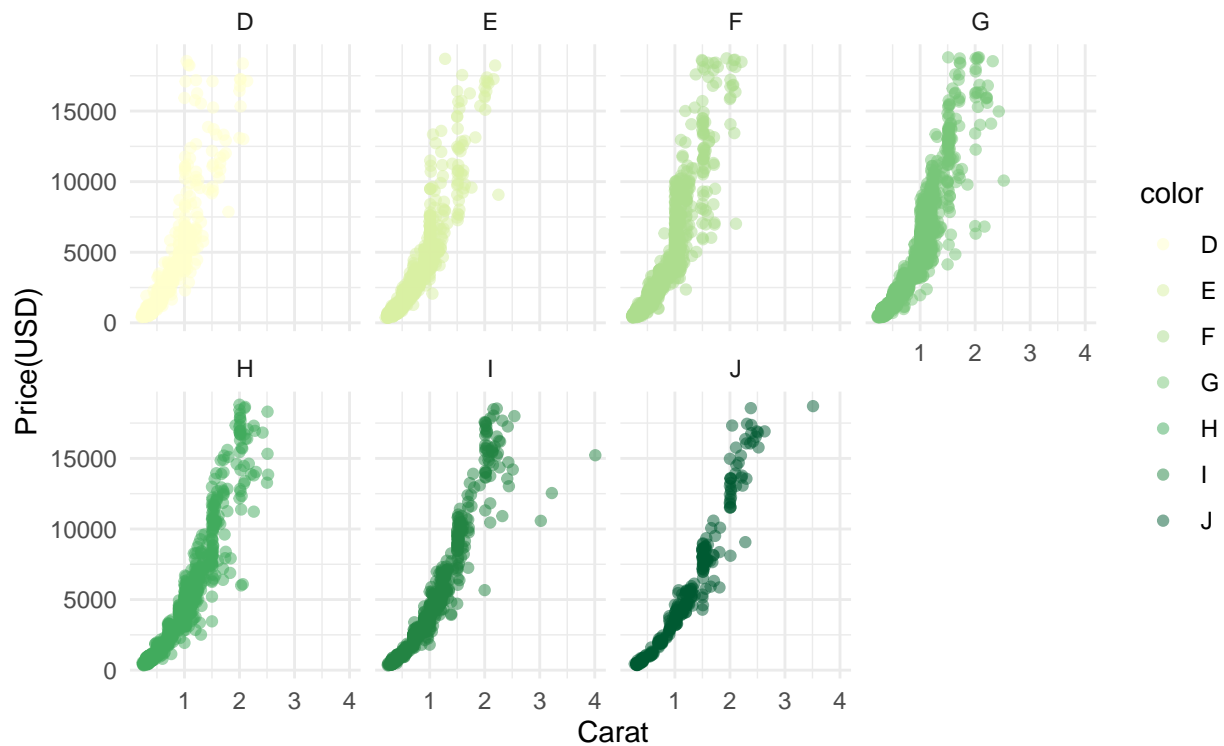 D E F G
15000
10000
5000
0
1 2 3 4
H I J
15000
10000
5000
0
1 2 3 4 1 2 3 4 1 2 3 4
Carat
Price(USD)
color
D
E
F
G
H
I
J